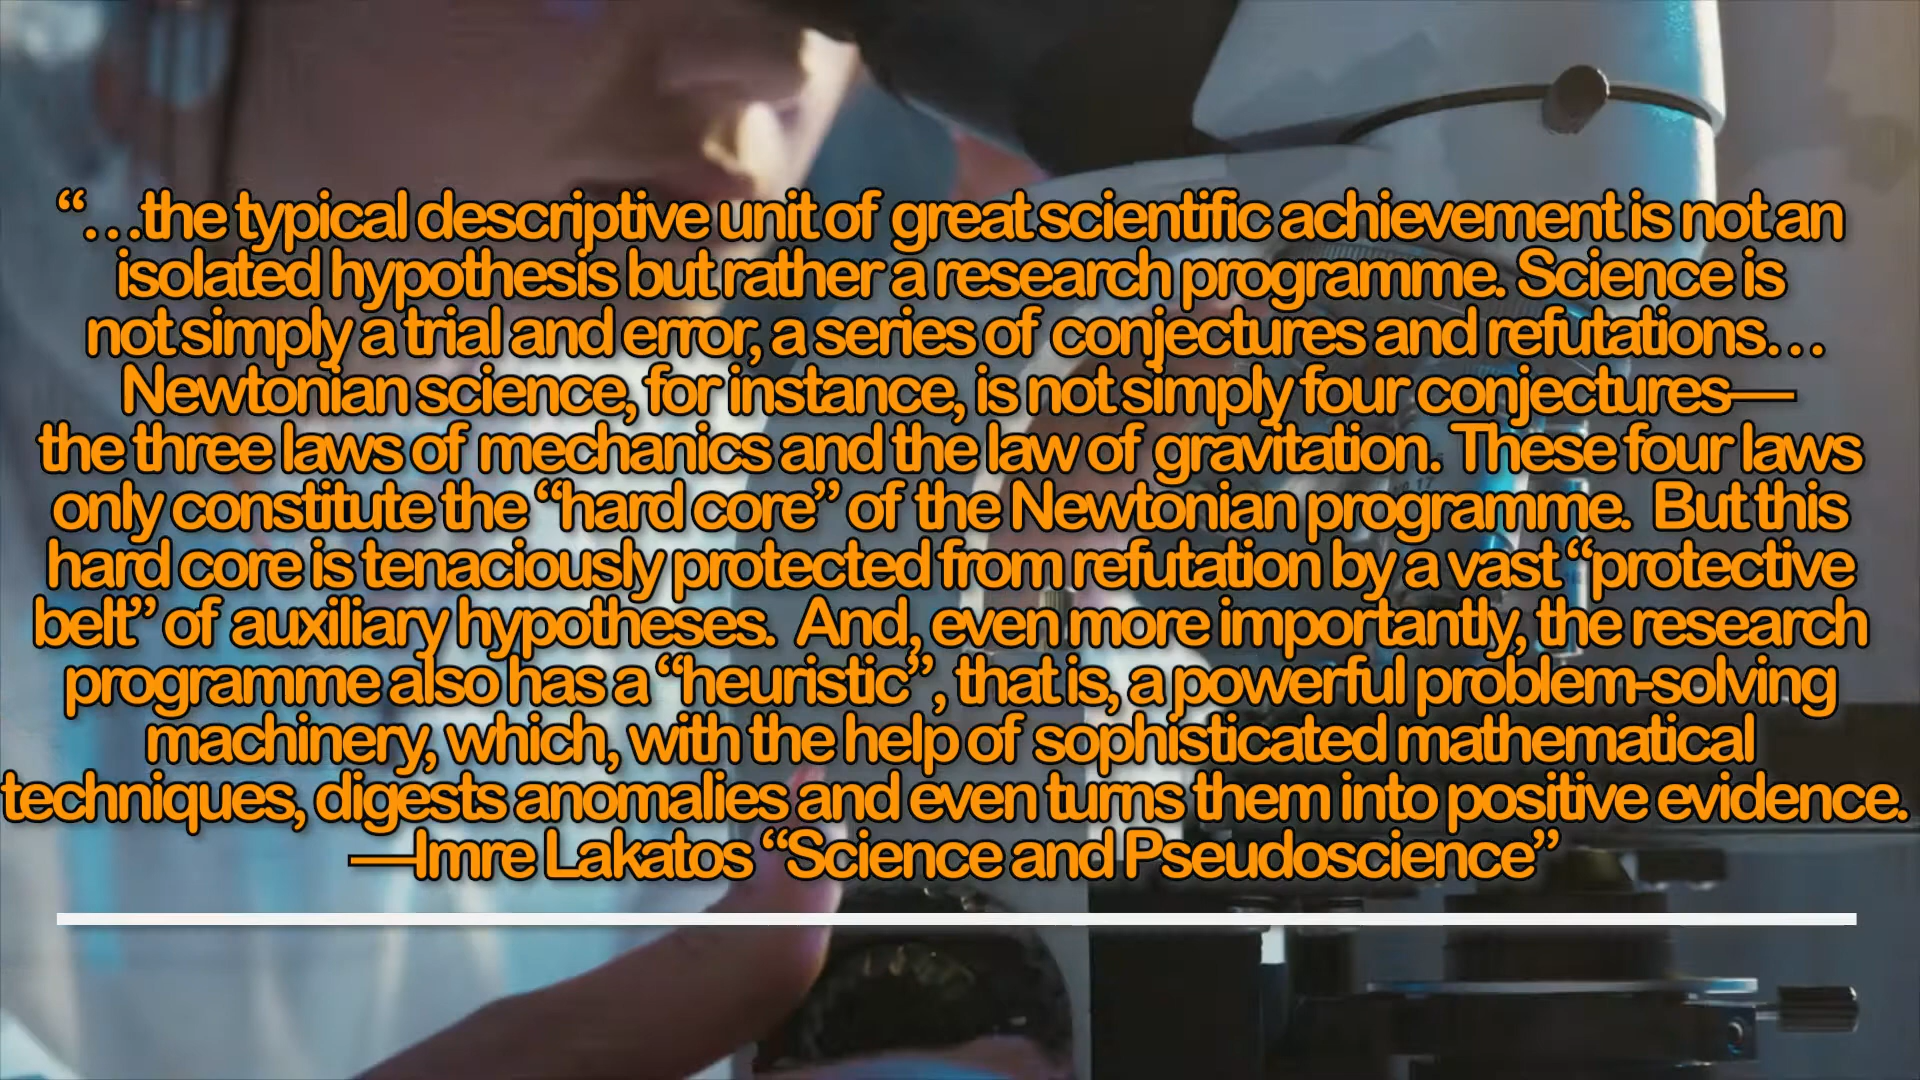 “…the typical descriptive unit of great scientific achievement is not an
isolated hypothesis but rather a research programme. Science is
not simply a trial and error, a series of conjectures and refutations…
Newtonian science, for instance, is not simply four conjectures—
the three laws of mechanics and the law of gravitation. These four laws
only constitute the “hard core” of the Newtonian programme. But this
hard core is tenaciously protected from refutation by a vast “protective
belt” of auxiliary hypotheses. And, even more importantly, the research
programme also has a “heuristic”, that is, a powerful problem-solving
machinery, which, with the help of sophisticated mathematical
techniques, digests anomalies and even turns them into positive evidence.
—Imre Lakatos “Science and Pseudoscience”